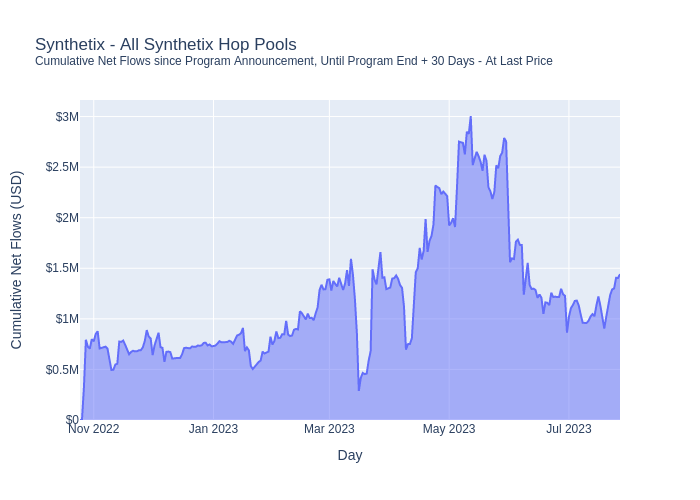 Synthetix - All Synthetix Hop Pools
Cumulative Net Flows since Program Announcement, Until Program End + 30 Days - At Last Price
Cumulative Net Flows (USD)
$3M
$2.5M
$2M
$1.5M
$1M
$0.5M
$0
Nov 2022
Jan 2023
Mar 2023
May 2023
Jul 2023
Day